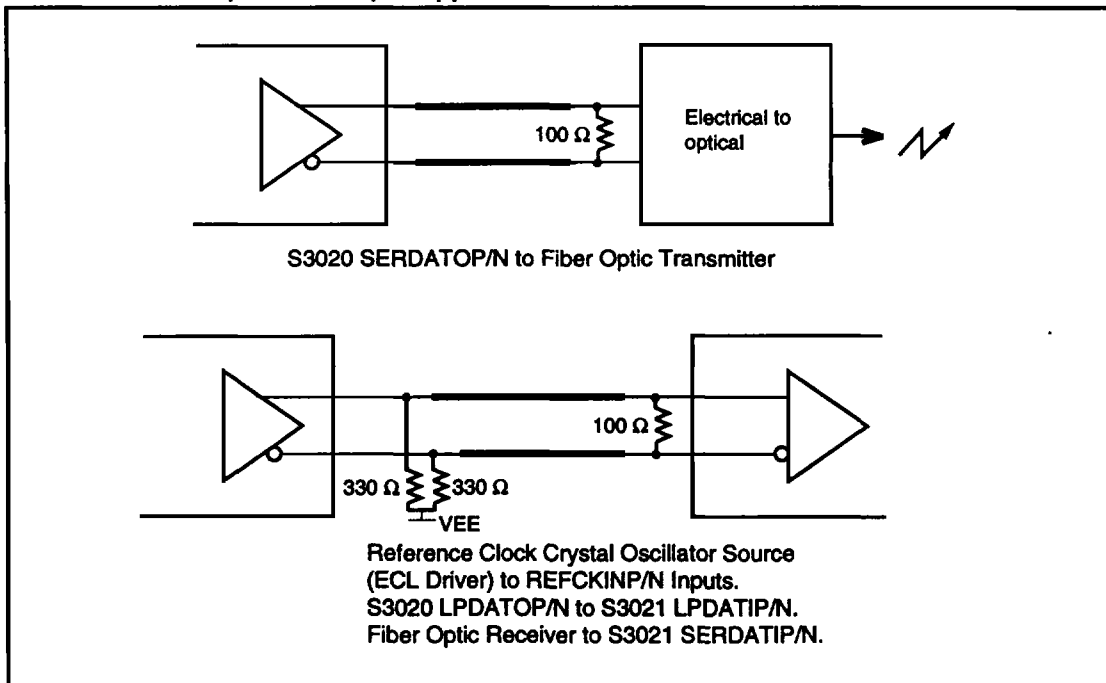 Electrical to
optical
100 Ω
S3020 SERDATOP/N to Fiber Optic Transmitter
100 Ω
330 Ω 330 Ω
VEE
Reference Clock Crystal Oscillator Source
(ECL Driver) to REFCKINP/N Inputs.
S3020 LPDATOP/N to S3021 LPDATIP/N.
Fiber Optic Receiver to S3021 SERDATIP/N.